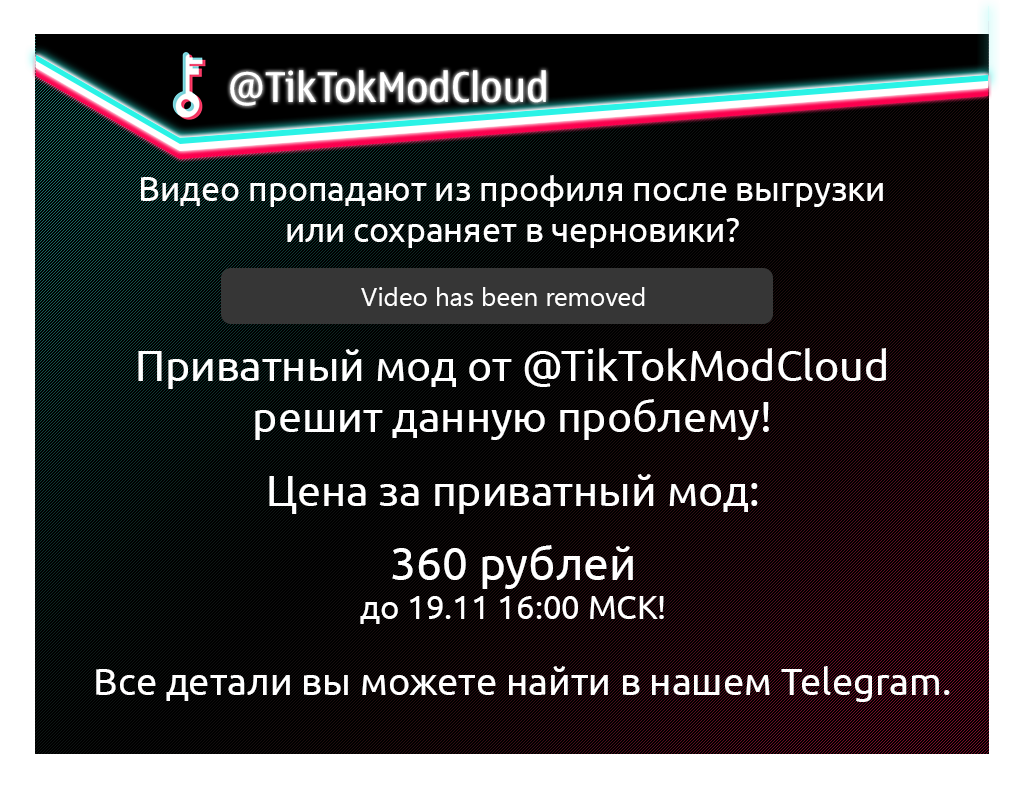 @TikTokModCloud
Видео пропадают из профиля после выгрузки
или сохраняет в черновики?
Video has been removed
Приватный мод от @TikTokModCloud
решит данную проблему!
Цена за приватный мод:
360 рублей
до 19.11 16:00 МСК!
Все детали вы можете найти в нашем Telegram.